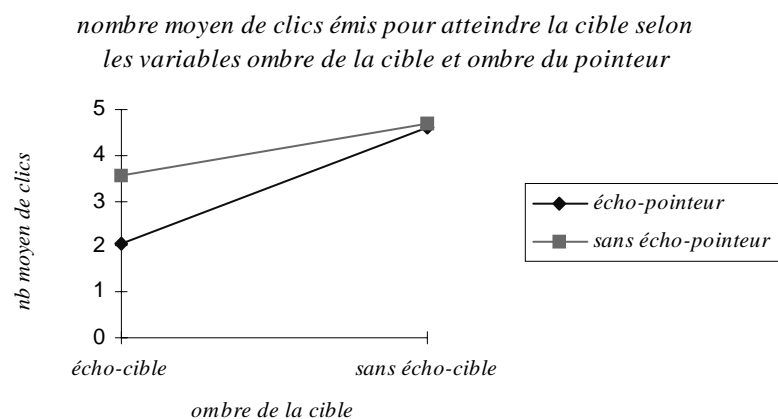 nombre moyen de clics émis pour atteindre la cible selon
les variables ombre de la cible et ombre du pointeur
5
4
3
2
1
0
nb moyen de clics
écho-cible
sans écho-cible
ombre de la cible
écho-pointeur
sans écho-pointeur